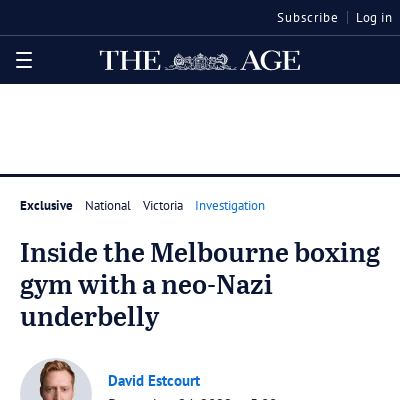 Subscribe Log in
THE AGE
Exclusive National Victoria Investigation
Inside the Melbourne boxing
gym with a neo-Nazi
underbelly
David Estcourt